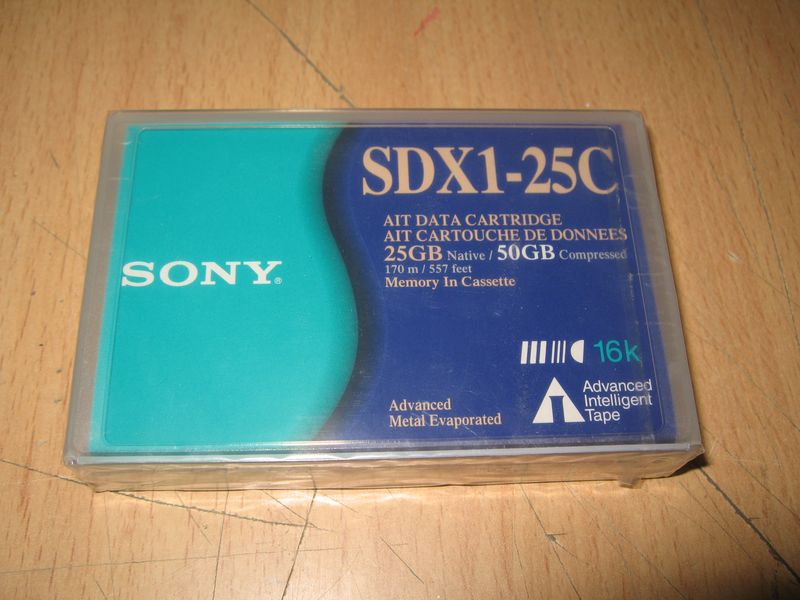 SONY®
SDX1-25C
AIT DATA CARTRIDGE
AIT CARTOUCHE DE DONNEES
25GB Native / 50GB Compressed
170 m / 557 feet
Memory In Cassette
16k
Advanced
Intelligent
Tape
Advanced
Metal Evaporated